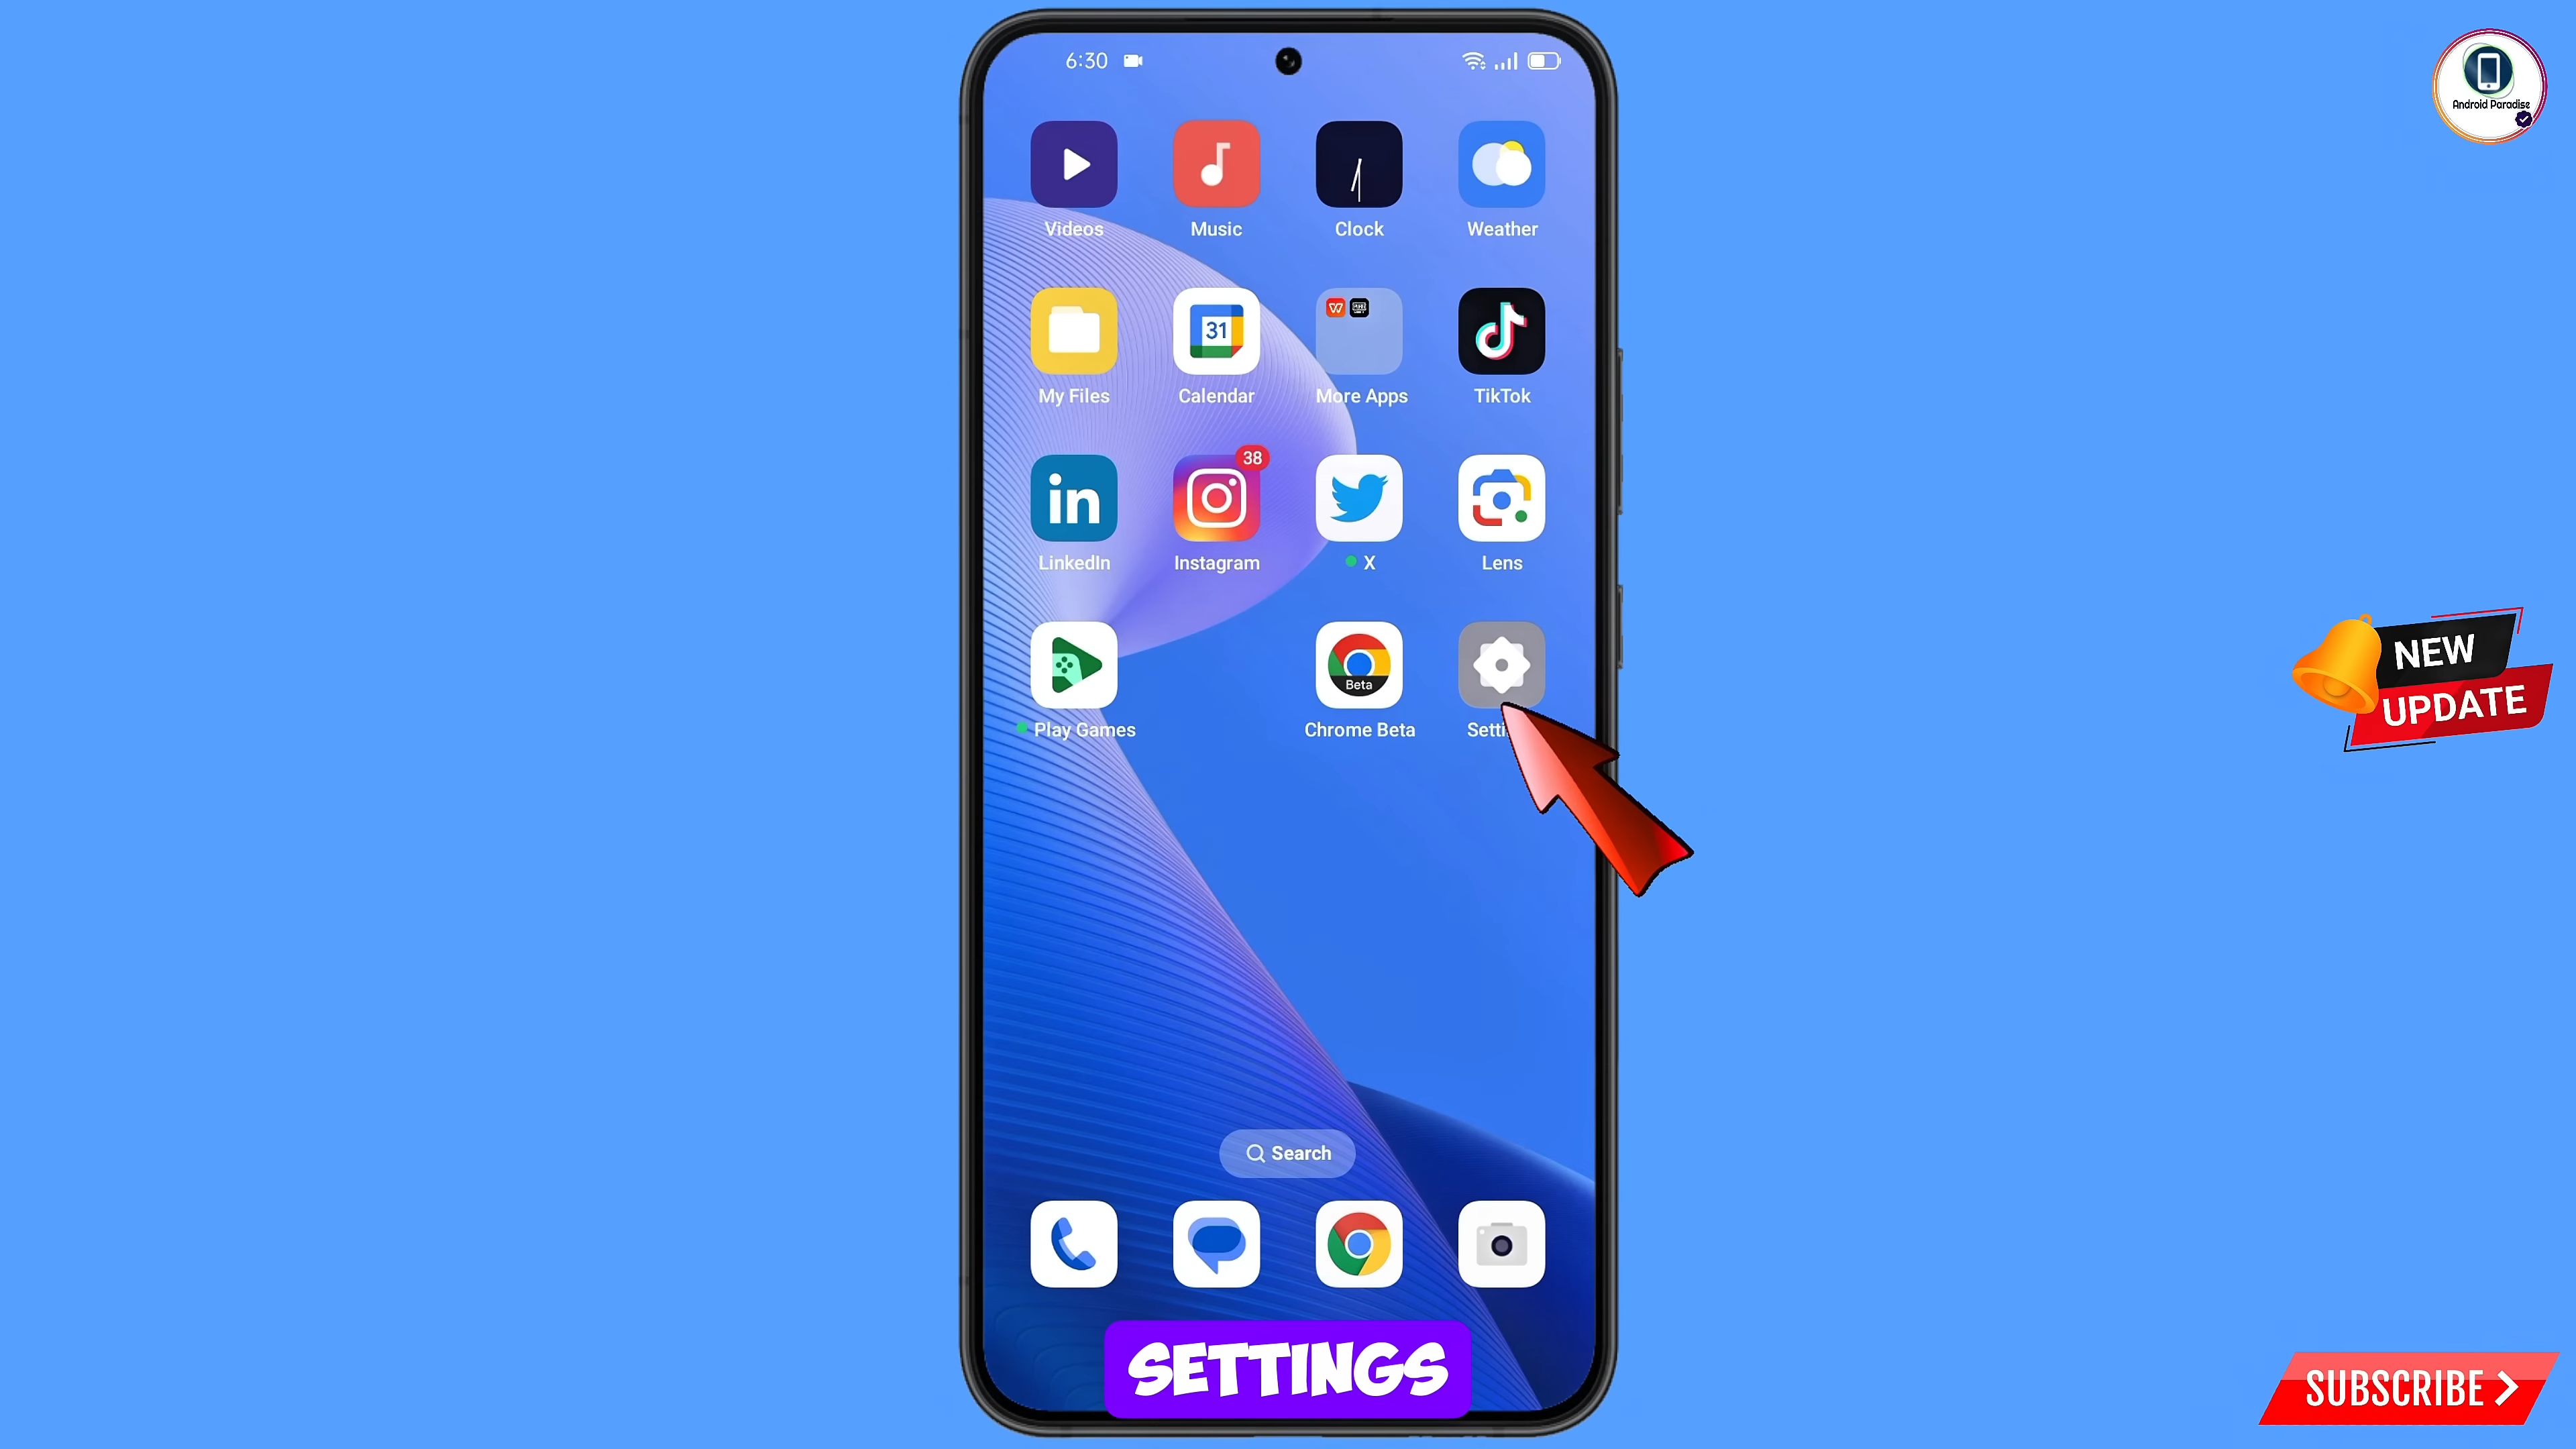 6:30
Android Paradise
Videos
Music
Clock
Weather
31
My Files
Calendar
More Apps
TikTok
in
38
LinkedIn
Instagram
X
Lens
Beta
Play Games
Chrome Beta
NEW
UPDATE
Search
SETTINGS
SUBSCRIBE